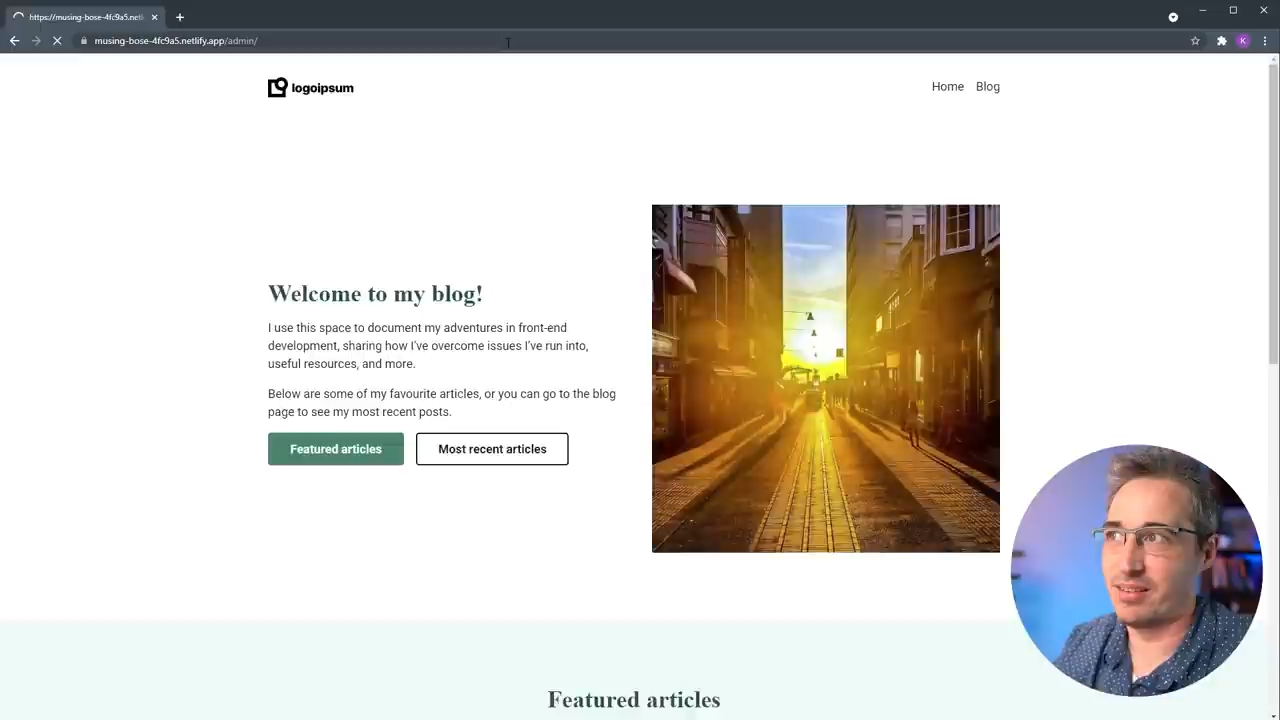 https://musing-bose-4fc9a5.netl
musing-bose-4fc9a5.netlify.app/admin/
K
logoipsum
Home
Blog
Welcome to my blog!
I use this space to document my adventures in front-end
development, sharing how I've overcome issues I've run into,
useful resources, and more.
Below are some of my favourite articles, or you can go to the blog
page to see my most recent posts.
Featured articles
Most recent articles
Featured articles